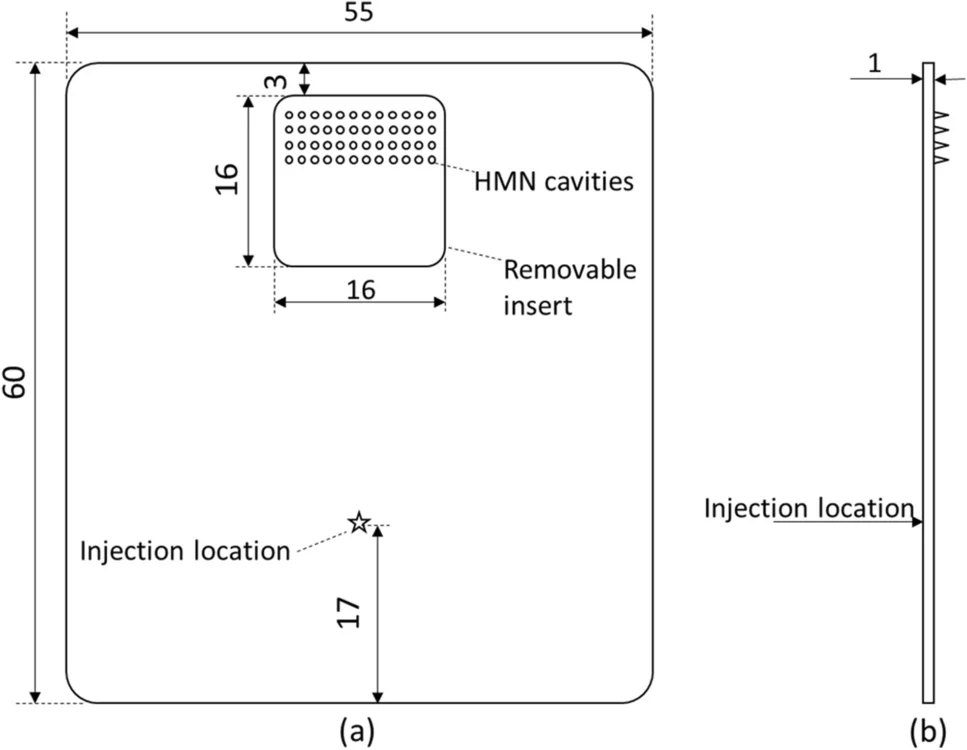 55
3
1
16
HMN cavities
Removable
insert
16
60
Injection location
Injection location
17
(a)
(b)